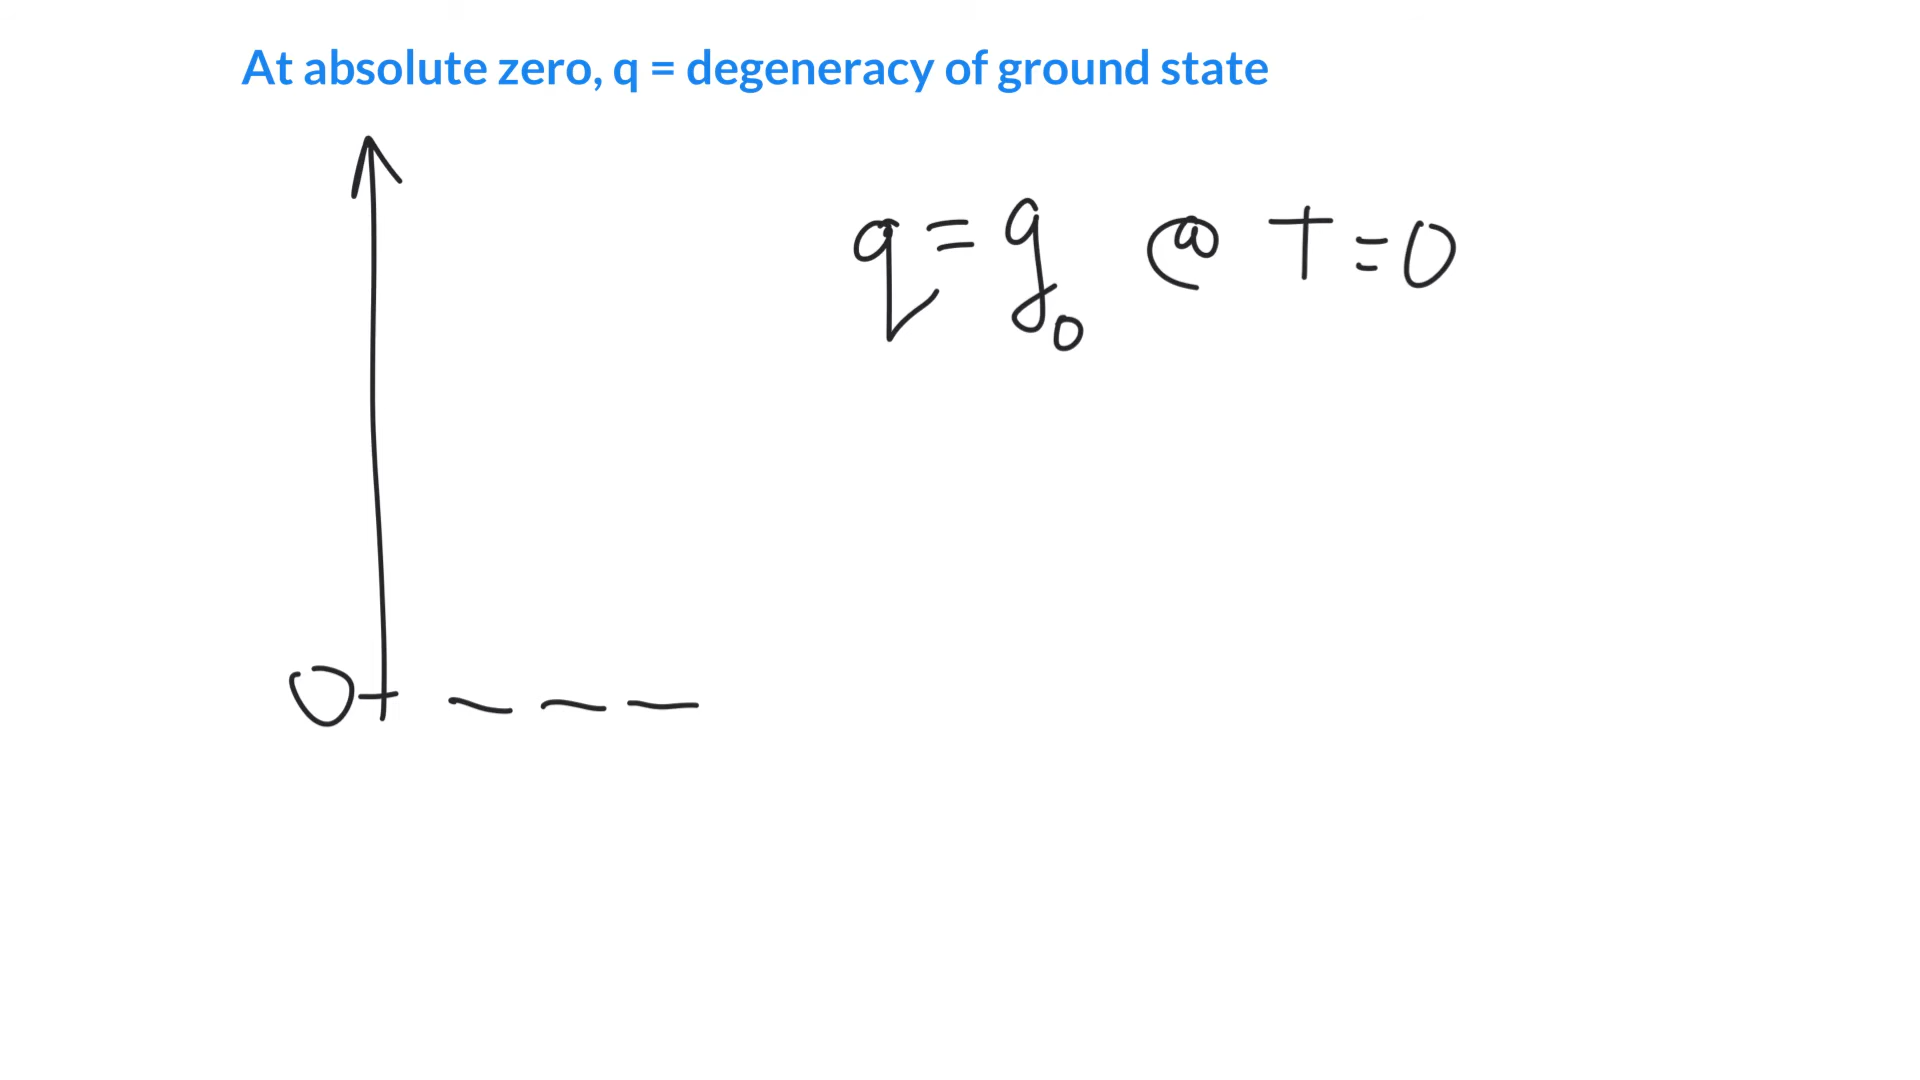 At absolute zero, q = degeneracy of ground state
q = g₀ @ T = 0
0